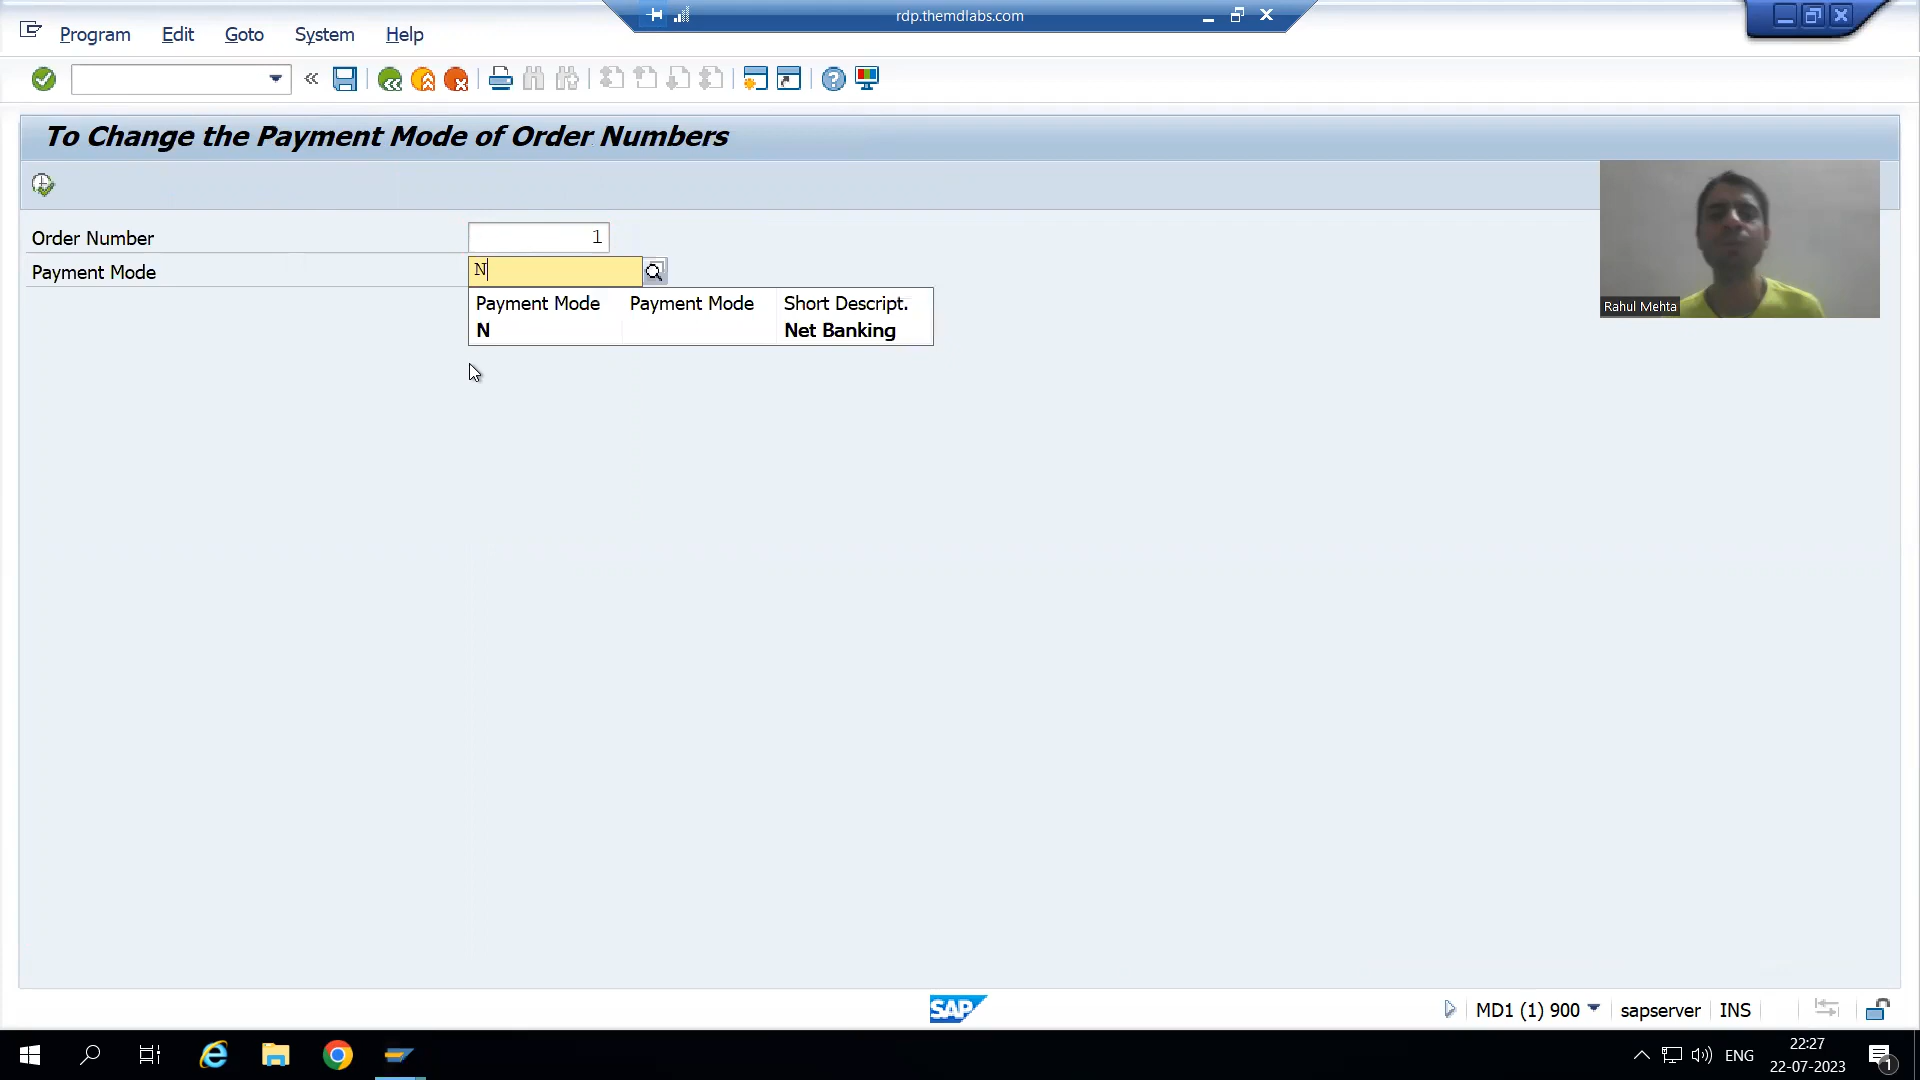 rdp.themdlabs.com
Program Edit Goto System Help
To Change the Payment Mode of Order Numbers
Order Number 1
Payment Mode N
Payment Mode Payment Mode Short Descript.
N Net Banking
Rahul Mehta
SAP
MD1 (1) 900 sapserver INS
ENG
22:27
22-07-2023
1